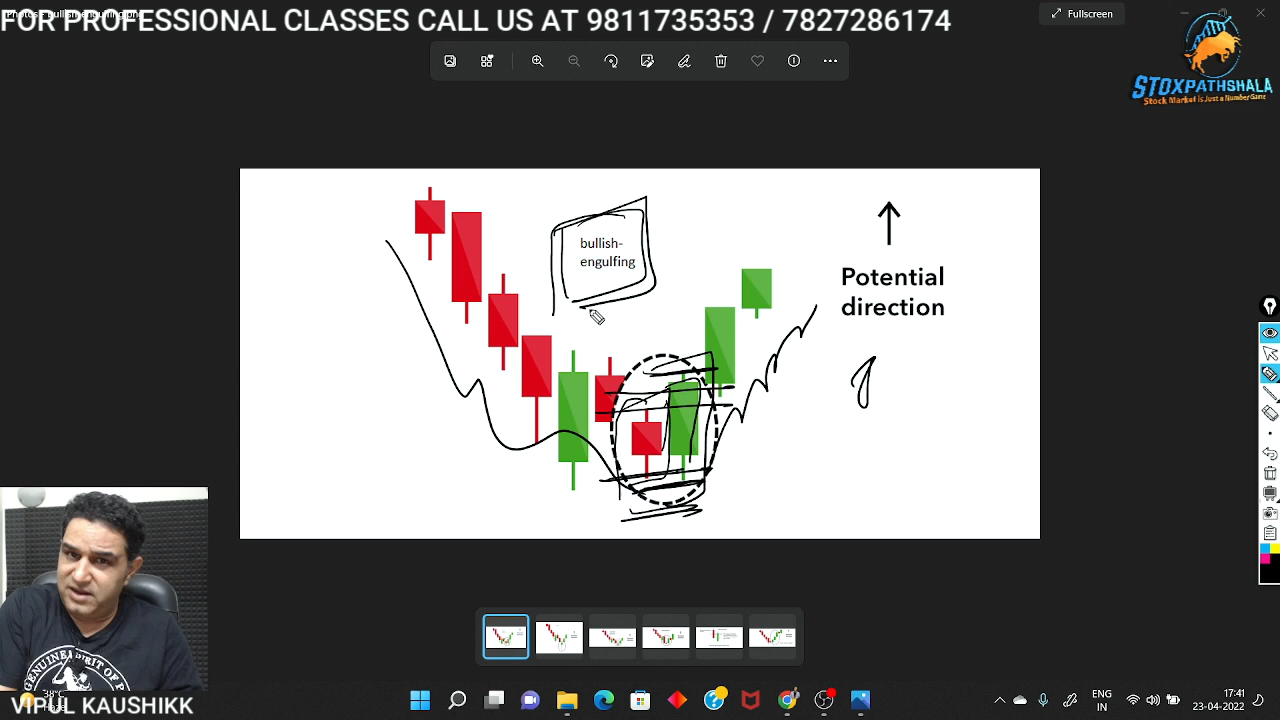 FOR PROFESSIONAL CLASSES CALL US AT 9811735353 / 7827286174
Fullscreen
STOXPATHSHALA
Stock Market is Just a Number Game
bullish-
engulfing
Potential
direction
VIPUL KAUSHIKK
ENG
IN
17:41
23-04-2022